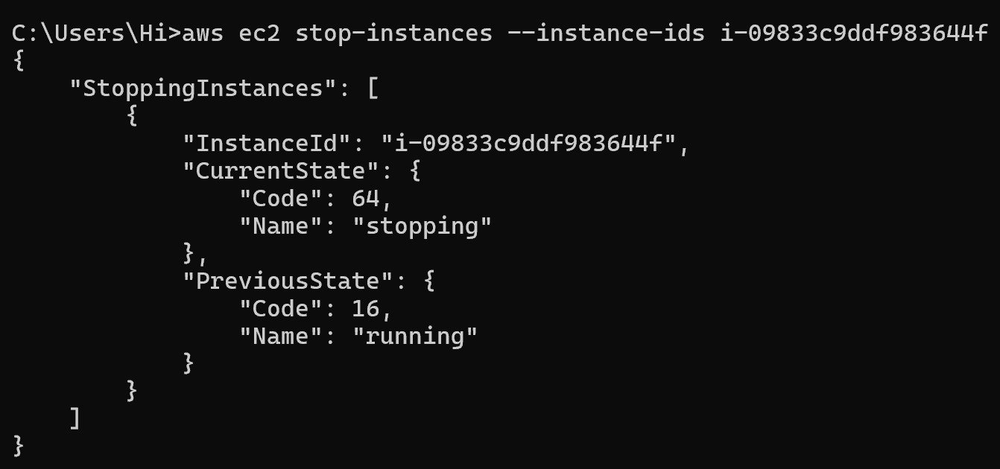 C:\Users\Hi>aws ec2 stop-instances --instance-ids i-09833c9ddf983644f
{
    "StoppingInstances": [
        {
            "InstanceId": "i-09833c9ddf983644f",
            "CurrentState": {
                "Code": 64,
                "Name": "stopping"
            },
            "PreviousState": {
                "Code": 16,
                "Name": "running"
            }
        }
    ]
}